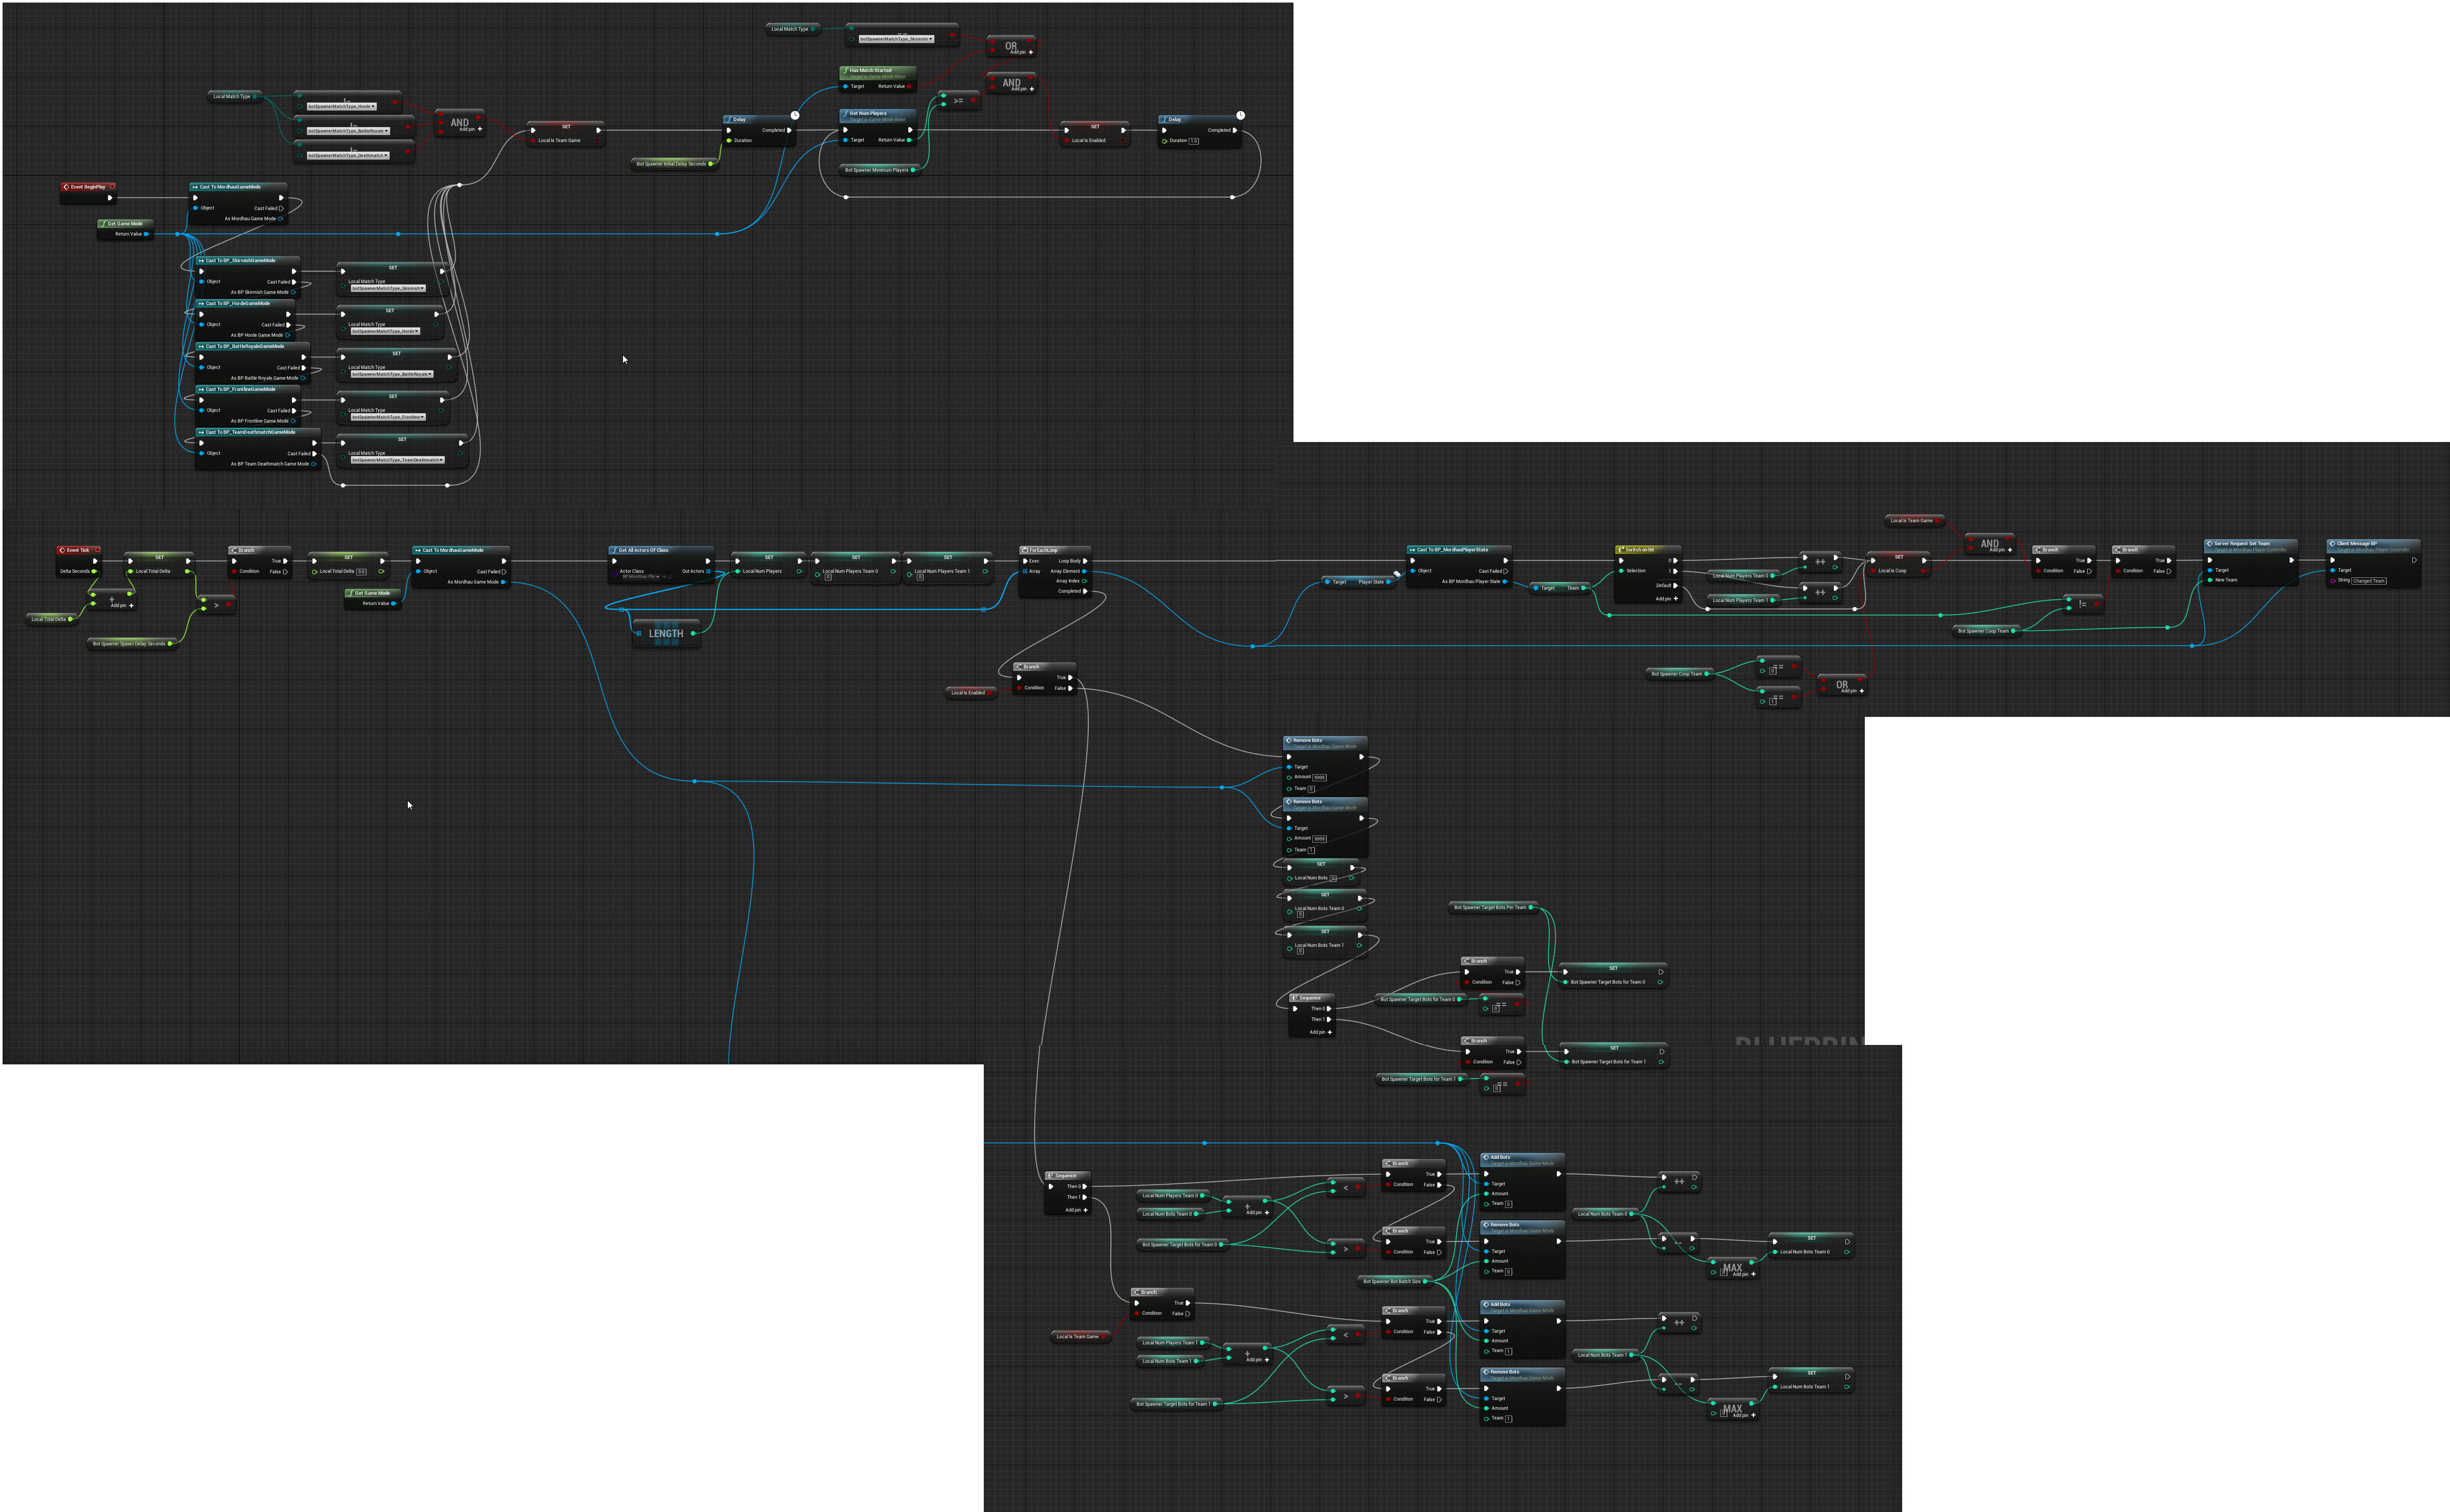 Local Match Type
==
botSpawnerMatchType_Skirmish
OR
Add pin +
Has Match Started
Target is Game Mode Base
Target
Return Value
AND
Add pin +
Local Match Type
botSpawnerMatchType_Horde
botSpawnerMatchType_BattleRoyale
botSpawnerMatchType_Deathmatch
AND
Add pin +
SET
Local Is Team Game
Delay
Completed
Duration
Bot Spawner Initial Delay Seconds
Get Num Players
Target is Game Mode Base
Target
Return Value
>=
Bot Spawner Minimum Players
SET
Local Is Enabled
Delay
Completed
Duration 1.0
Event BeginPlay
Cast To MordhauGameMode
Object
Cast Failed
As Mordhau Game Mode
Get Game Mode
Return Value
Cast To BP_SkirmishGameMode
Object
Cast Failed
As BP Skirmish Game Mode
SET
Local Match Type
botSpawnerMatchType_Skirmish
Cast To BP_HordeGameMode
Object
Cast Failed
As BP Horde Game Mode
SET
Local Match Type
botSpawnerMatchType_Horde
Cast To BP_BattleRoyaleGameMode
Object
Cast Failed
As BP Battle Royale Game Mode
SET
Local Match Type
botSpawnerMatchType_BattleRoyale
Cast To BP_FrontlineGameMode
Object
Cast Failed
As BP Frontline Game Mode
SET
Local Match Type
botSpawnerMatchType_Frontline
Cast To BP_TeamDeathmatchGameMode
Object
Cast Failed
As BP Team Deathmatch Game Mode
SET
Local Match Type
botSpawnerMatchType_TeamDeathmatch
Event Tick
Delta Seconds
Local Total Delta
+
Add pin +
SET
Local Total Delta
>
Bot Spawner Spawn Delay Seconds
Branch
True
Condition
False
SET
Local Total Delta 0.0
Get Game Mode
Return Value
Cast To MordhauGameMode
Object
Cast Failed
As Mordhau Game Mode
Get All Actors Of Class
Actor Class
Out Actors
LENGTH
SET
Local Num Players
SET
Local Num Players Team 0
0
SET
Local Num Players Team 1
0
ForEachLoop
Exec
Loop Body
Array
Array Element
Array Index
Completed
Target
Player State
Cast To BP_MordhauPlayerState
Object
Cast Failed
As BP Mordhau Player State
Target
Team
Switch on Int
0
Selection
1
Default
Add pin +
Local Num Players Team 0
++
Local Num Players Team 1
++
SET
Local Is Coop
Local Is Team Game
AND
Add pin +
Branch
True
Condition
False
Branch
True
Condition
False
!=
Bot Spawner Coop Team
Server Request Set Team
Target is Mordhau Player Controller
Target
New Team
Client Message BP
Target is Mordhau Player Controller
Target
String Changed Team
Bot Spawner Coop Team
==
0
==
1
OR
Add pin +
Local Is Enabled
Branch
True
Condition
False
Remove Bots
Target is Mordhau Game Mode
Target
Amount 9999
Team 0
Remove Bots
Target is Mordhau Game Mode
Target
Amount 9999
Team 1
SET
Local Num Bots
SET
Local Num Bots Team 0
0
SET
Local Num Bots Team 1
0
Bot Spawner Target Bots Per Team
Sequence
Then 0
Then 1
Add pin +
Branch
True
Condition
False
Bot Spawner Target Bots for Team 0
==
0
SET
Bot Spawner Target Bots for Team 0
Branch
True
Condition
False
Bot Spawner Target Bots for Team 1
==
0
SET
Bot Spawner Target Bots for Team 1
Sequence
Then 0
Then 1
Add pin +
Local Num Players Team 0
Local Num Bots Team 0
+
Add pin +
Bot Spawner Target Bots for Team 0
<
>
Branch
True
Condition
False
Branch
True
Condition
False
Bot Spawner Bot Batch Size
Add Bots
Target is Mordhau Game Mode
Target
Amount
Team 0
Remove Bots
Target is Mordhau Game Mode
Target
Amount
Team 0
Local Num Bots Team 0
++
--
MAX
0
Add pin +
SET
Local Num Bots Team 0
Branch
True
Condition
False
Local Is Team Game
Local Num Players Team 1
Local Num Bots Team 1
+
Add pin +
Bot Spawner Target Bots for Team 1
<
>
Branch
True
Condition
False
Branch
True
Condition
False
Add Bots
Target is Mordhau Game Mode
Target
Amount
Team 1
Remove Bots
Target is Mordhau Game Mode
Target
Amount
Team 1
Local Num Bots Team 1
++
--
MAX
0
Add pin +
SET
Local Num Bots Team 1